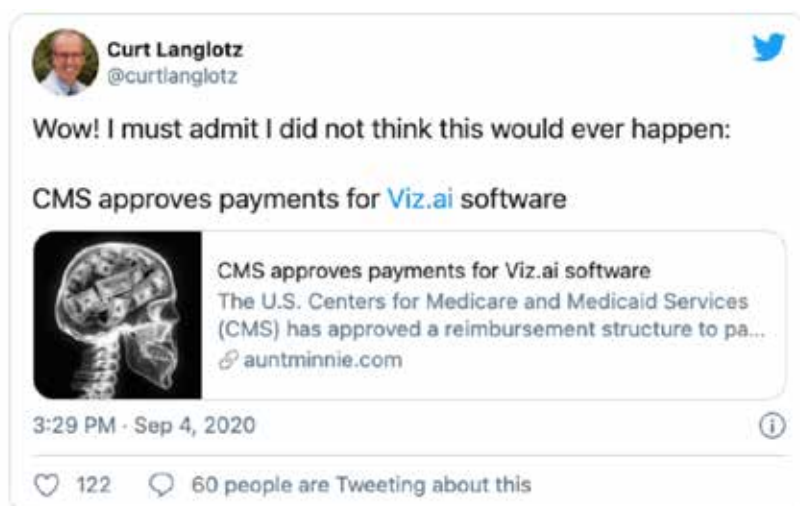 Curt Langlotz
@curtlanglotz
Wow! I must admit I did not think this would ever happen:
CMS approves payments for Viz.ai software
CMS approves payments for Viz.ai software
The U.S. Centers for Medicare and Medicaid Services
(CMS) has approved a reimbursement structure to pa...
auntminnie.com
3:29 PM · Sep 4, 2020
122 60 people are Tweeting about this